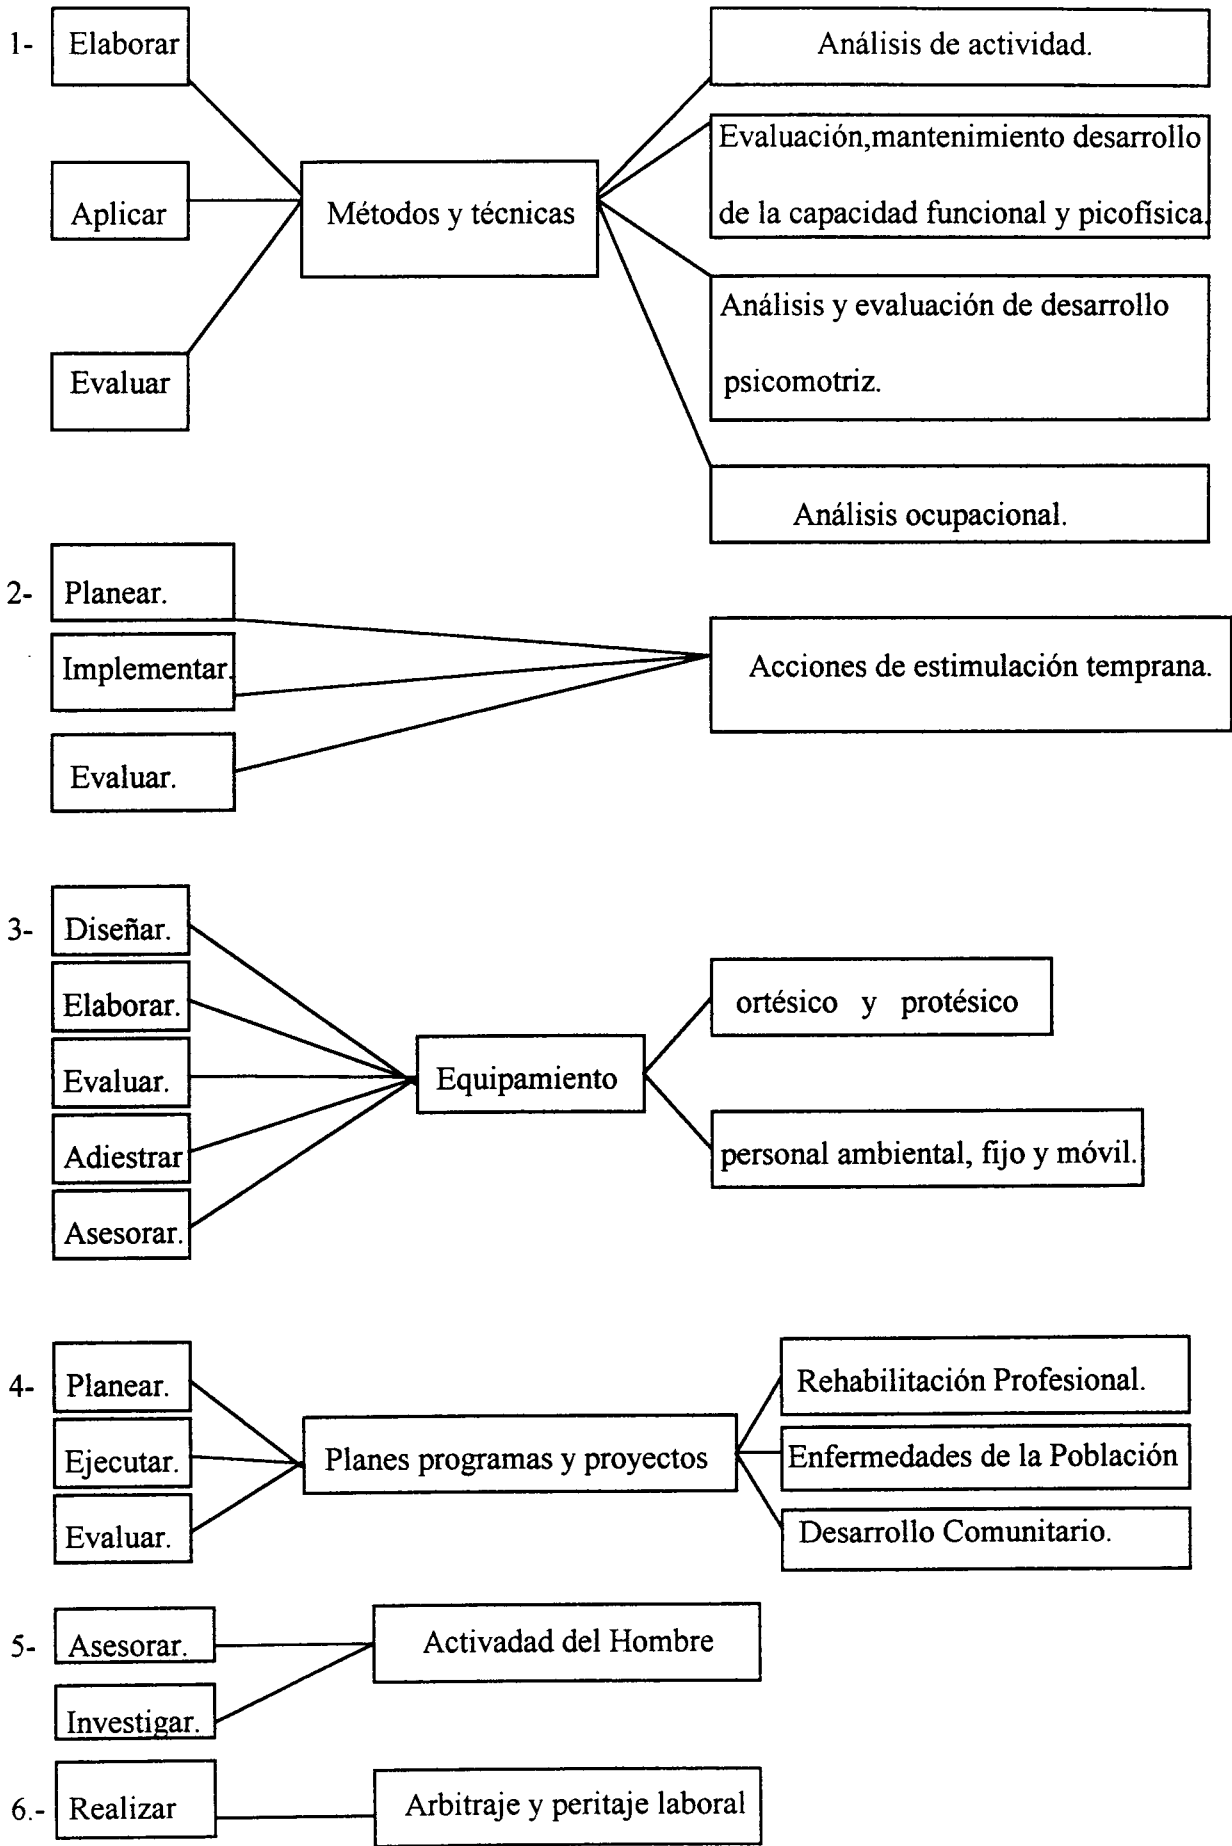 1- Elaborar
Aplicar
Evaluar
Métodos y técnicas
Análisis de actividad.
Evaluación,mantenimiento desarrollo
de la capacidad funcional y picofísica.
Análisis y evaluación de desarrollo
psicomotriz.
Análisis ocupacional.
2- Planear.
Implementar.
Evaluar.
Acciones de estimulación temprana.
3- Diseñar.
Elaborar.
Evaluar.
Adiestrar
Asesorar.
Equipamiento
ortésico y protésico
personal ambiental, fijo y móvil.
4- Planear.
Ejecutar.
Evaluar.
Planes programas y proyectos
Rehabilitación Profesional.
Enfermedades de la Población
Desarrollo Comunitario.
5- Asesorar.
Investigar.
Activadad del Hombre
6.- Realizar
Arbitraje y peritaje laboral